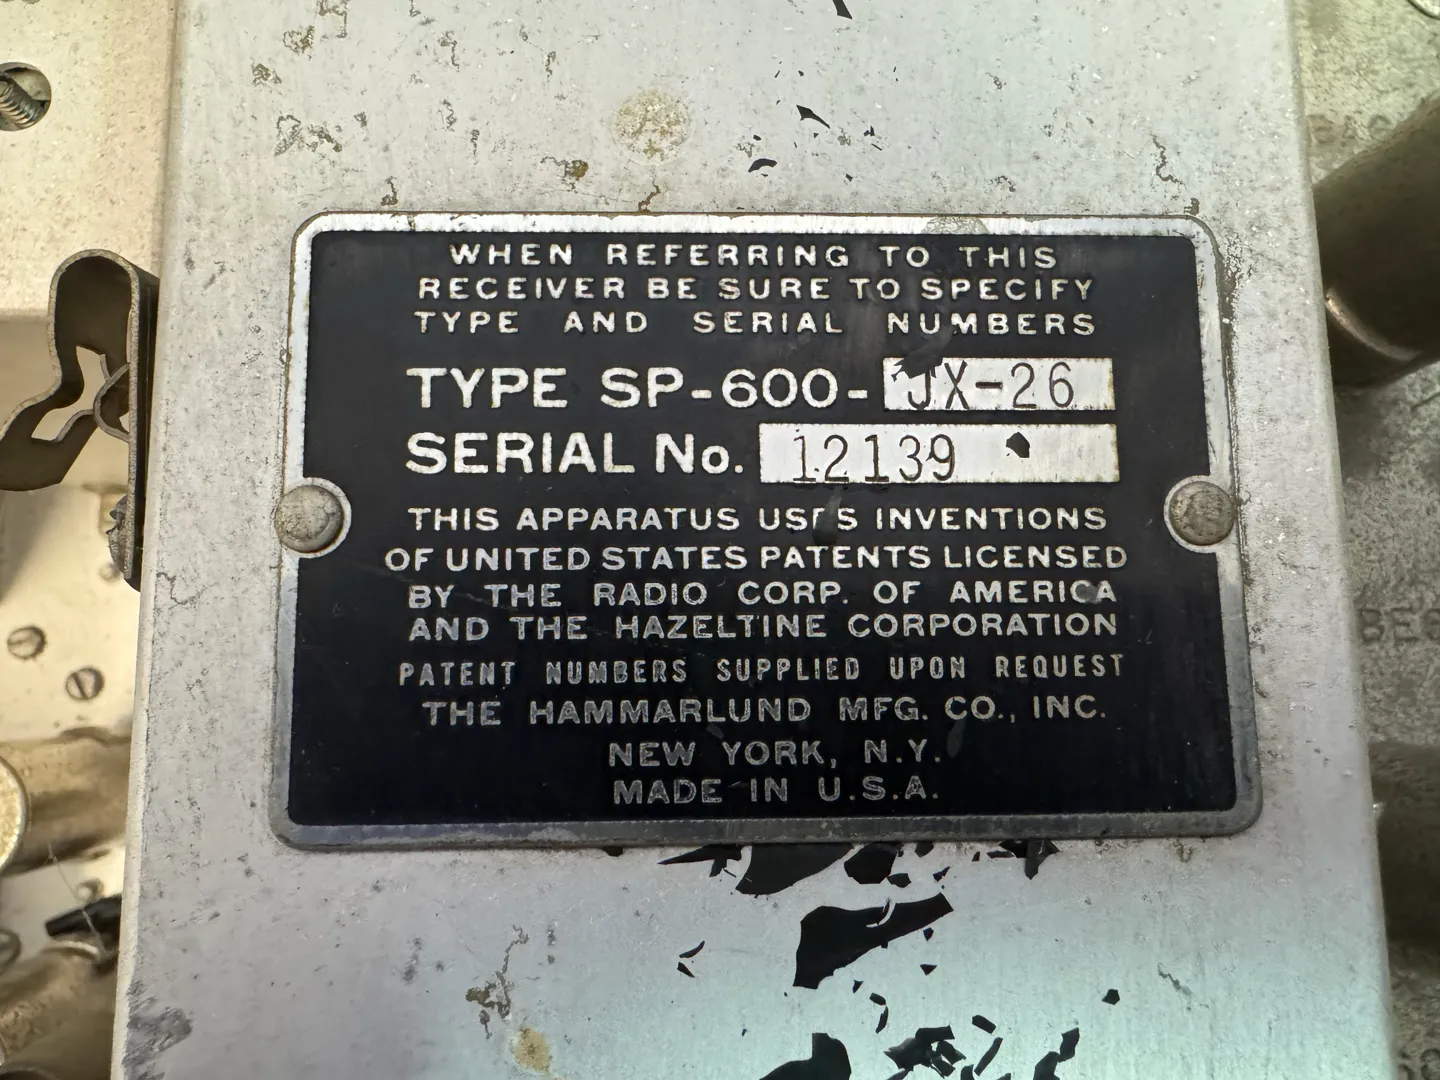 WHEN REFERRING TO THIS
RECEIVER BE SURE TO SPECIFY
TYPE AND SERIAL NUMBERS
TYPE SP-600-JX-26
SERIAL No. 12139
THIS APPARATUS USES INVENTIONS
OF UNITED STATES PATENTS LICENSED
BY THE RADIO CORP. OF AMERICA
AND THE HAZELTINE CORPORATION
PATENT NUMBERS SUPPLIED UPON REQUEST
THE HAMMARLUND MFG. CO., INC.
NEW YORK, N.Y.
MADE IN U.S.A.